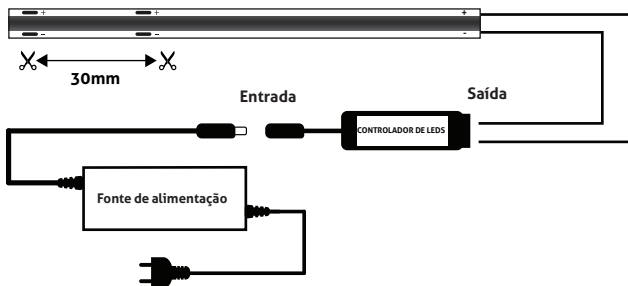 + + +
- - -
30mm
Entrada
Saída
CONTROLADOR DE LEDS
Fonte de alimentação